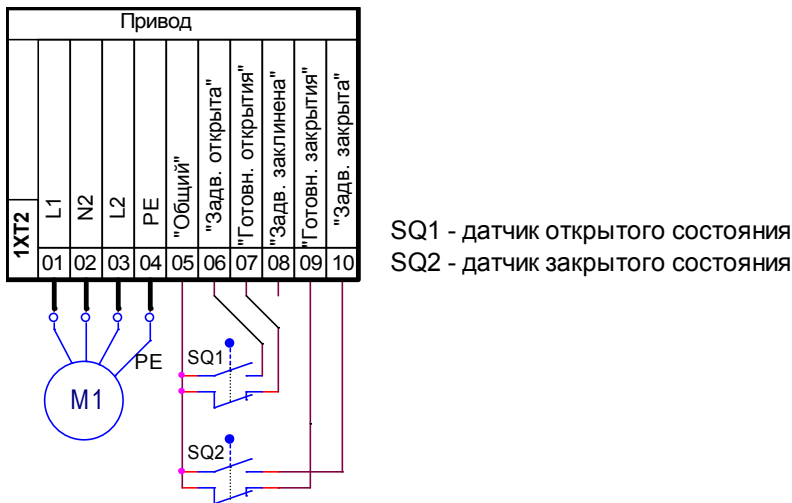 Привод
1XT2
L1
N2
L2
PE
"Общий"
"Задв. открыта"
"Готовн. открытия"
"Задв. заклинена"
"Готовн. закрытия"
"Задв. закрыта"
01 02 03 04 05 06 07 08 09 10
SQ1 - датчик открытого состояния
SQ2 - датчик закрытого состояния
PE
SQ1
M1
SQ2